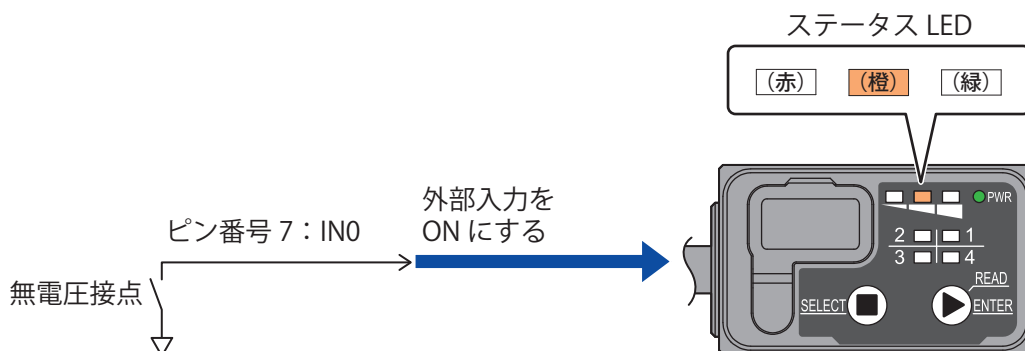 ステータス LED
(赤) (橙) (緑)
外部入力を
ON にする
ピン番号 7：IN0
無電圧接点
PWR
2 1
3 4
READ
SELECT ENTER